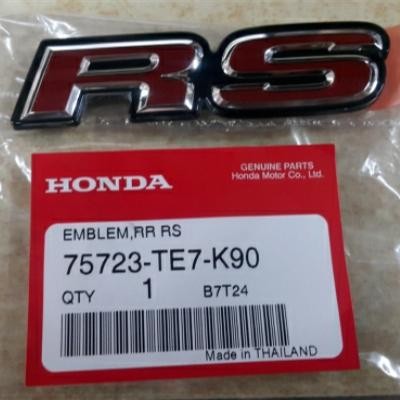 RS
HONDA
GENUINE PARTS
Honda Motor Co., Ltd.
EMBLEM,RR RS
75723-TE7-K90
QTY 1 B7T24
Made in THAILAND